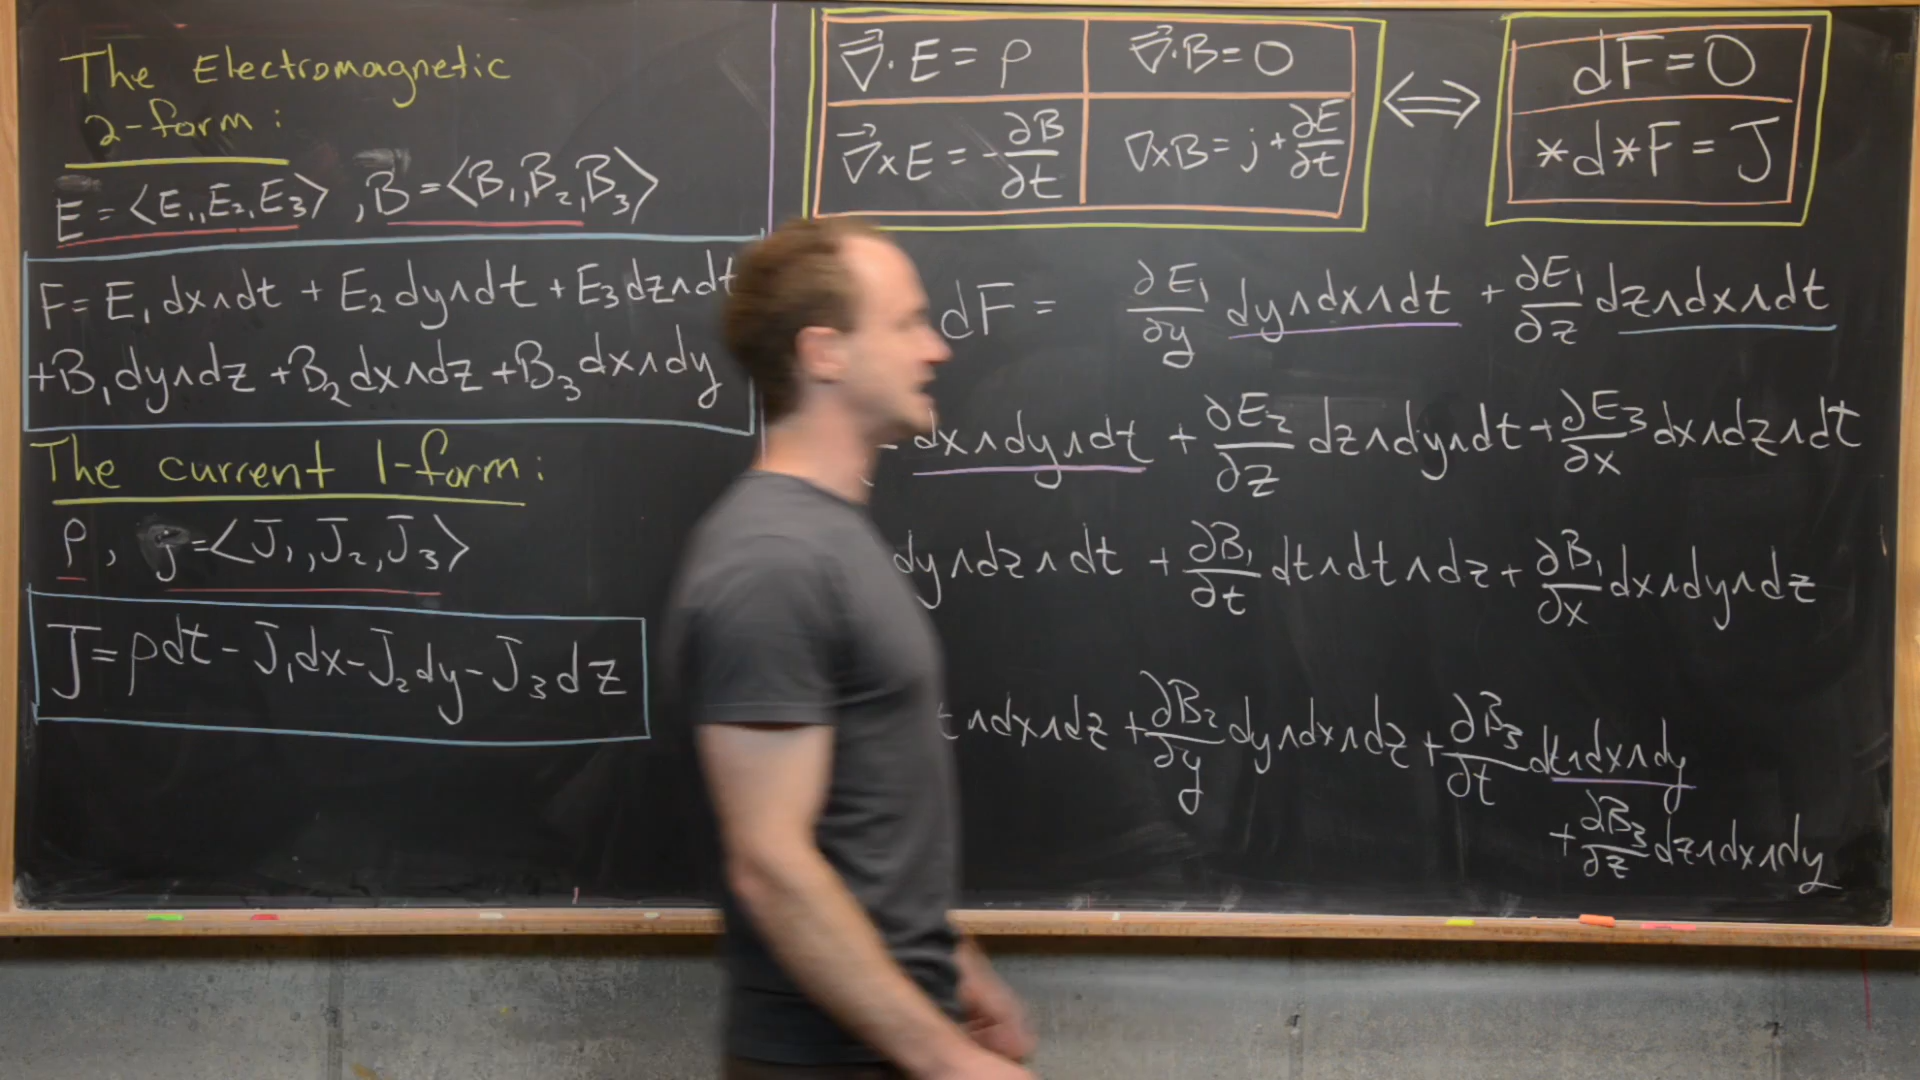 The Electromagnetic
2-form:
E = ⟨E₁, E₂, E₃⟩ , B = ⟨B₁, B₂, B₃⟩
F = E₁ dx∧dt + E₂ dy∧dt + E₃ dz∧dt
+B₁ dy∧dz + B₂ dx∧dz + B₃ dx∧dy
The current 1-form:
ρ , j = ⟨J₁, J₂, J₃⟩
J = ρdt - J₁dx - J₂dy - J₃dz
∇⃗·E = ρ
∇⃗·B = 0
∇⃗×E = -∂B/∂t
∇×B = j + ∂E/∂t
⟺
dF = 0
*d*F = J
dF = ∂E₁/∂y dy∧dx∧dt + ∂E₁/∂z dz∧dx∧dt
dx∧dy∧dt + ∂E₂/∂z dz∧dy∧dt + ∂E₃/∂x dx∧dz∧dt
dy∧dz∧dt + ∂B₁/∂t dt∧dt∧dz + ∂B₁/∂x dx∧dy∧dz
∧dx∧dz + ∂B₂/∂y dy∧dx∧dz + ∂B₃/∂t dt∧dx∧dy
+ ∂B₃/∂z dz∧dx∧dy